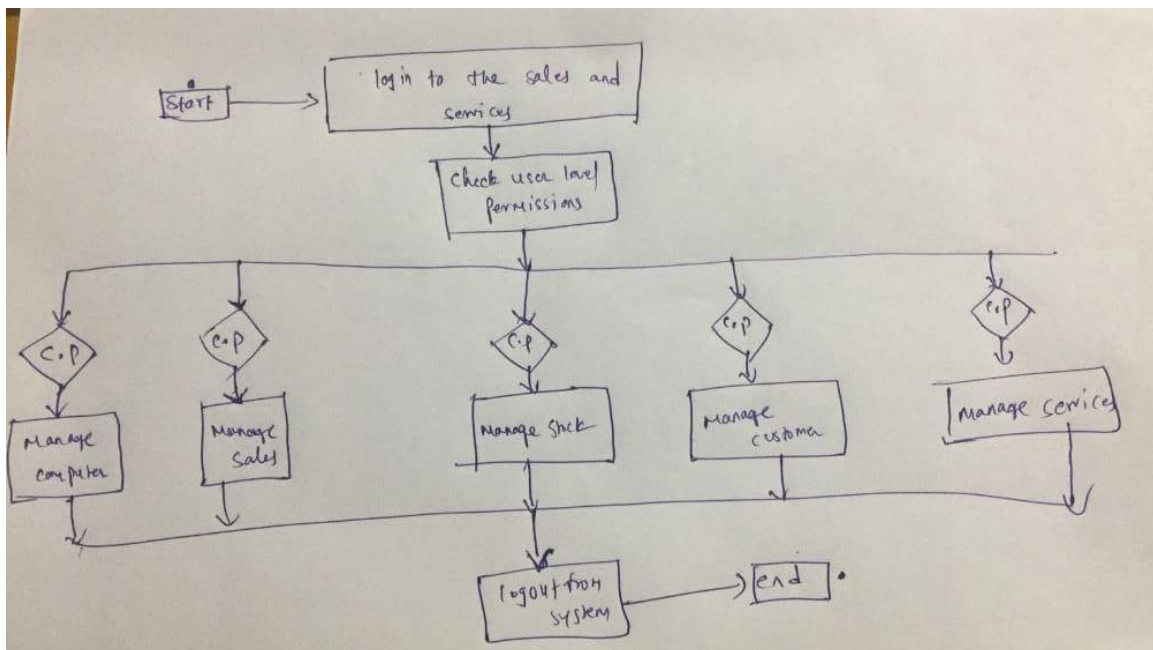 Start
login to the sales and
services
Check user level
permissions
C.P
C.P
C.P
C.P
C.P
Manage
computer
Manage
Sales
Manage Stck
Manage
customer
Manage Services
logout from
system
end